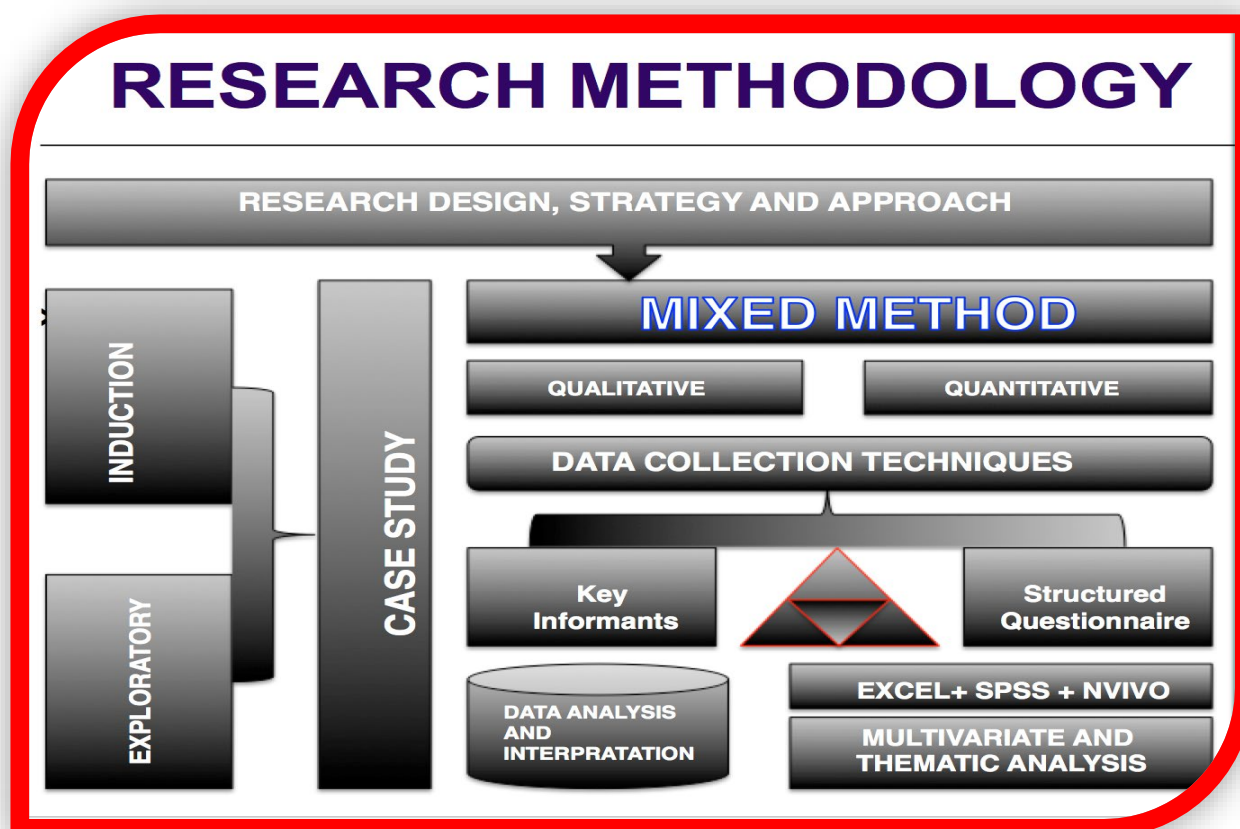 RESEARCH METHODOLOGY
RESEARCH DESIGN, STRATEGY AND APPROACH
INDUCTION
EXPLORATORY
CASE STUDY
MIXED METHOD
QUALITATIVE
QUANTITATIVE
DATA COLLECTION TECHNIQUES
Key
Informants
Structured
Questionnaire
DATA ANALYSIS
AND
INTERPRATATION
EXCEL+ SPSS + NVIVO
MULTIVARIATE AND
THEMATIC ANALYSIS